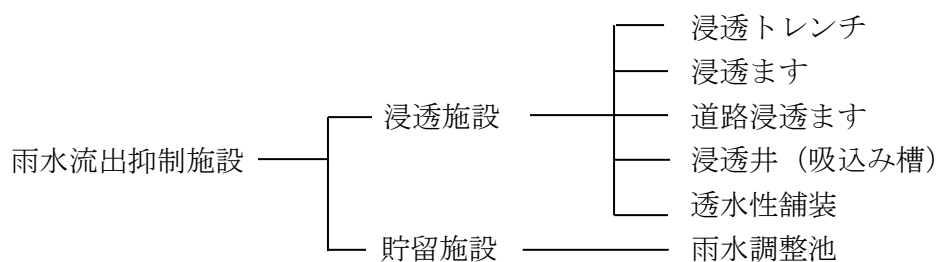 雨水流出抑制施設
浸透施設
浸透トレンチ
浸透ます
道路浸透ます
浸透井（吸込み槽）
透水性舗装
貯留施設
雨水調整池